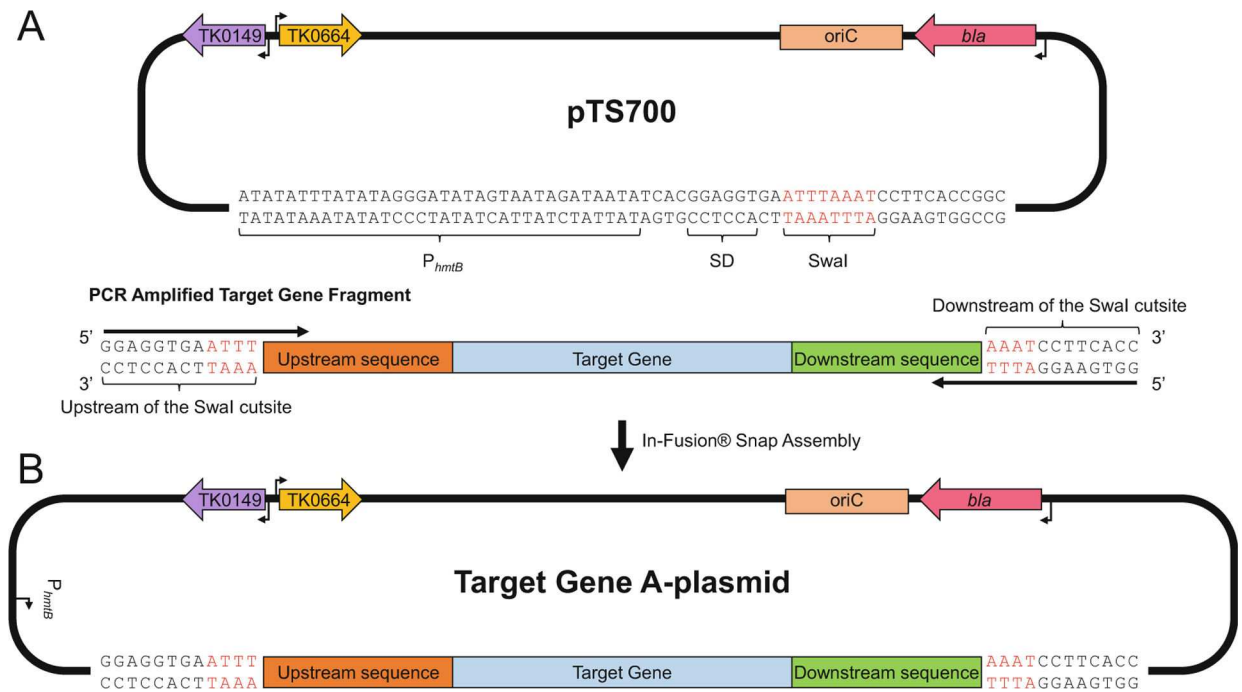 A
TK0149 TK0664 oriC bla
pTS700
ATATATTTATATAGGGATATAGTAATAGATAATATCACGGAGGTGAATTTAAATCCTTCACCGGC
TATATAAATATATCCCTATATCATTATCTATTATAGTGCCTCCACTTAAATTTAGGAAGTGGCCG
PhmtB SD SwaI
PCR Amplified Target Gene Fragment
Downstream of the SwaI cutsite
5' 3'
GGAGGTGAATTT Upstream sequence Target Gene Downstream sequence AAATCCTTCACC
CCTCCACTTAAA TTTAGGAAGTGG
3' 5'
Upstream of the SwaI cutsite
In-Fusion® Snap Assembly
B
TK0149 TK0664 oriC bla
PhmtB
Target Gene A-plasmid
GGAGGTGAATTT Upstream sequence Target Gene Downstream sequence AAATCCTTCACC
CCTCCACTTAAA TTTAGGAAGTGG